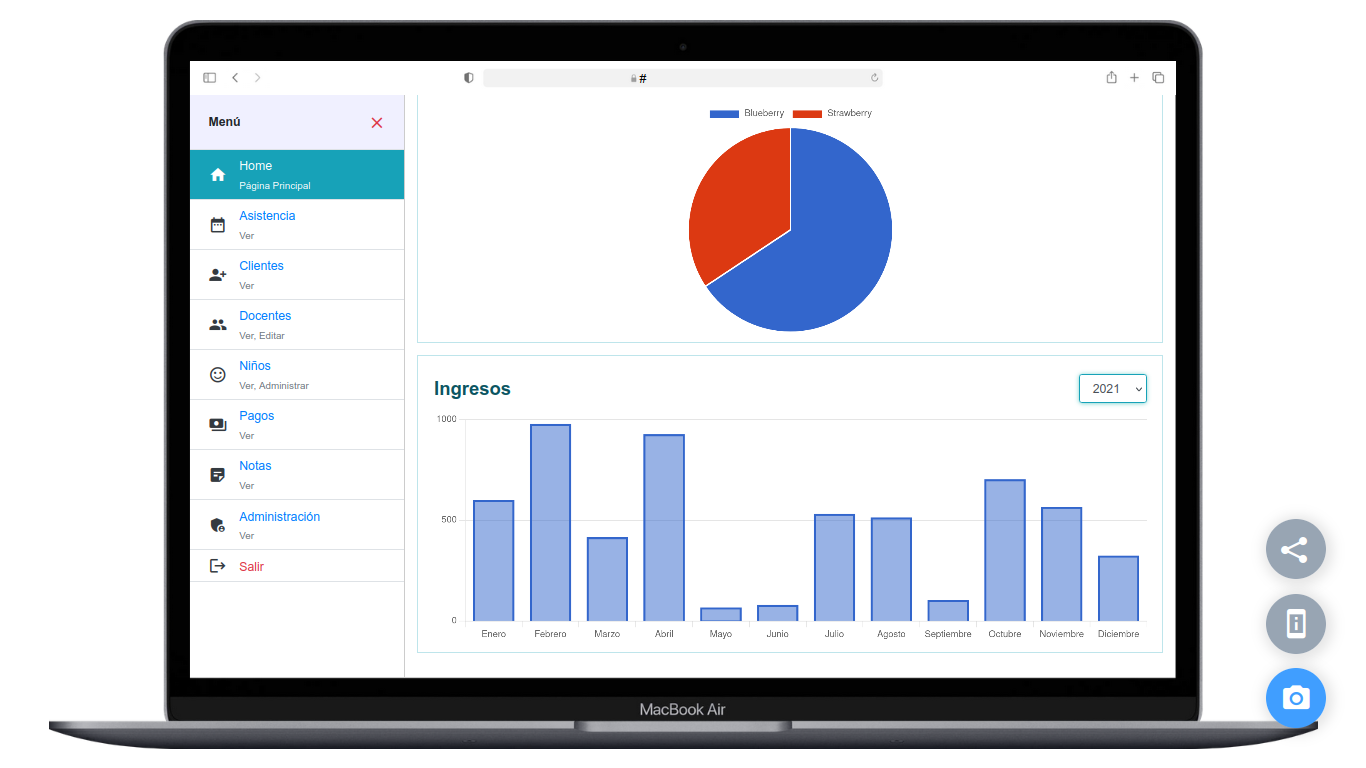 #
Menú
Home
Página Principal
Asistencia
Ver
Clientes
Ver
Docentes
Ver, Editar
Niños
Ver, Administrar
Pagos
Ver
Notas
Ver
Administración
Ver
Salir
Blueberry Strawberry
Ingresos
2021
1000
500
0
Enero Febrero Marzo Abril Mayo Junio Julio Agosto Septiembre Octubre Noviembre Diciembre
MacBook Air